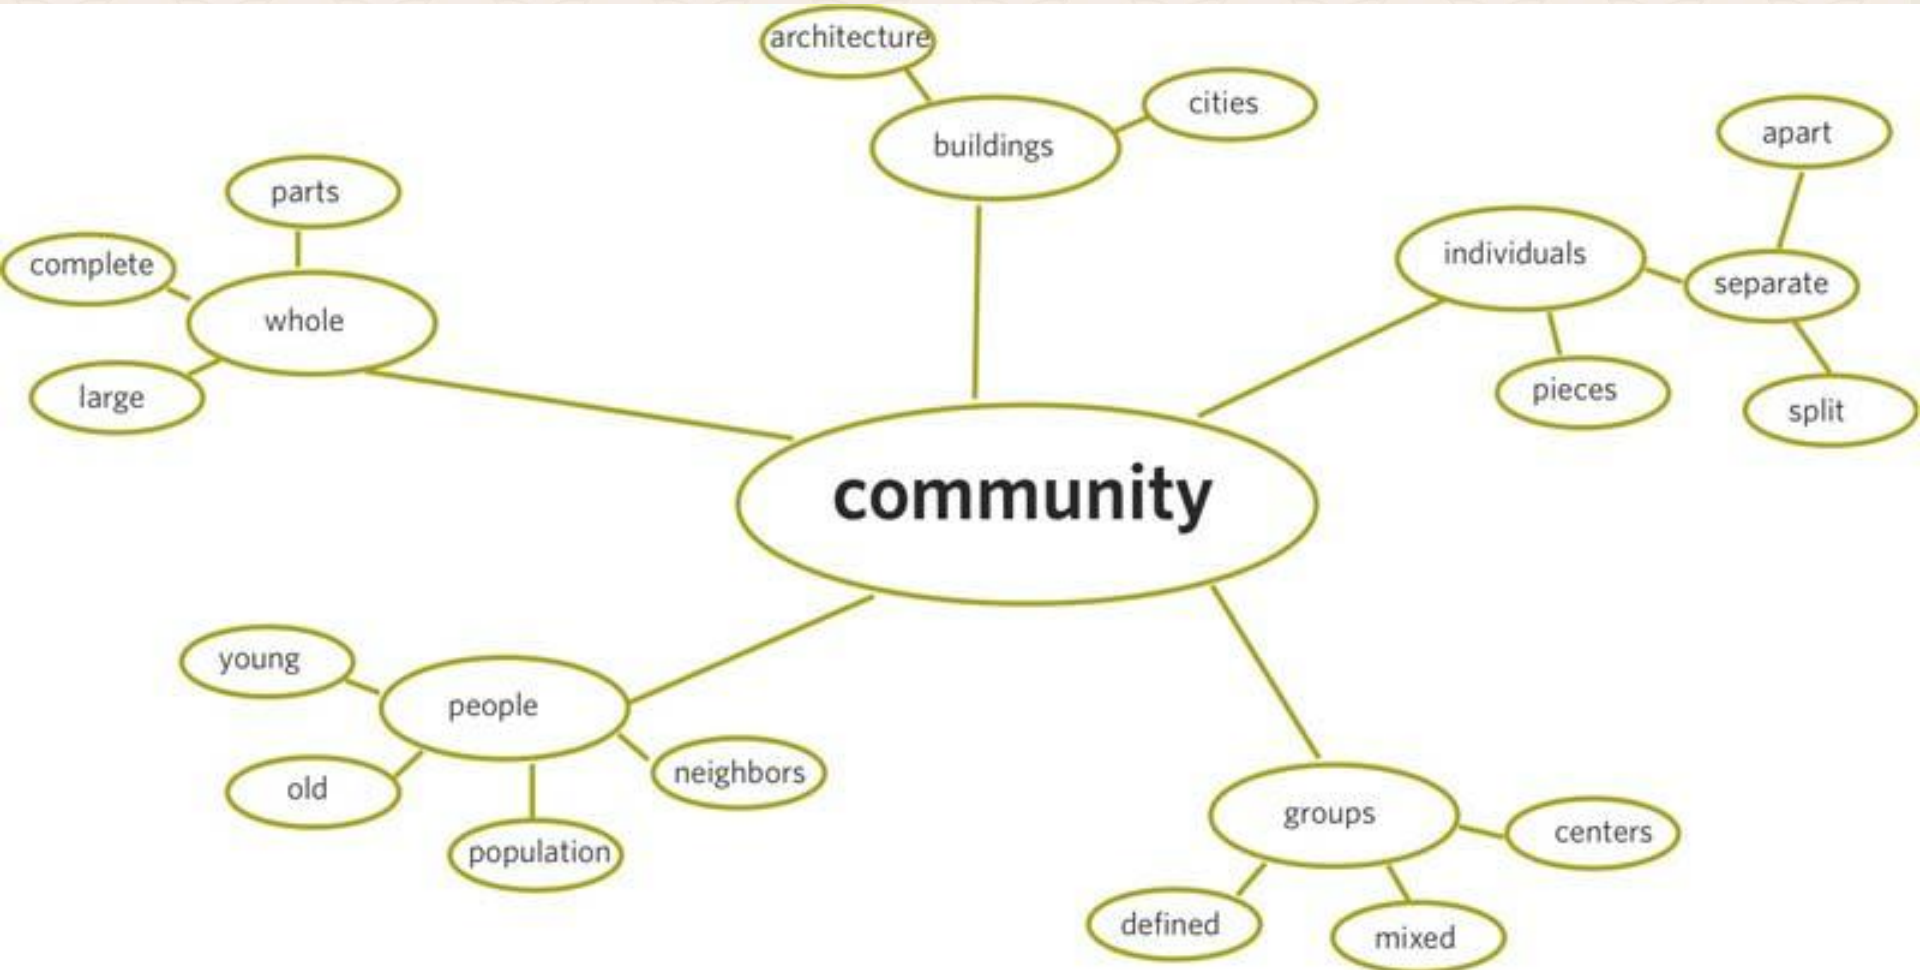 architecture
cities
buildings
apart
parts
individuals
complete
separate
whole
pieces
large
split
community
young
people
neighbors
old
population
groups
centers
defined
mixed